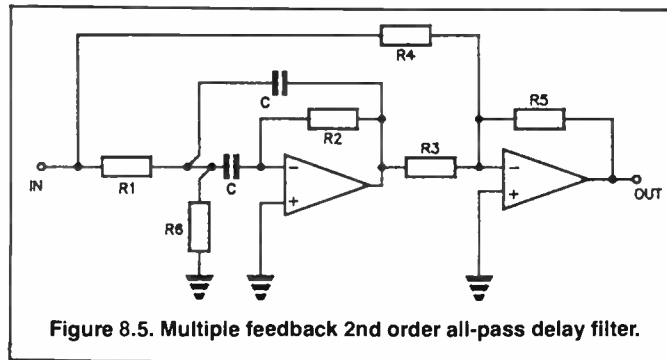 R4
C
R2
R5
IN
R1
C
R3
R6
OUT
Figure 8.5. Multiple feedback 2nd order all-pass delay filter.